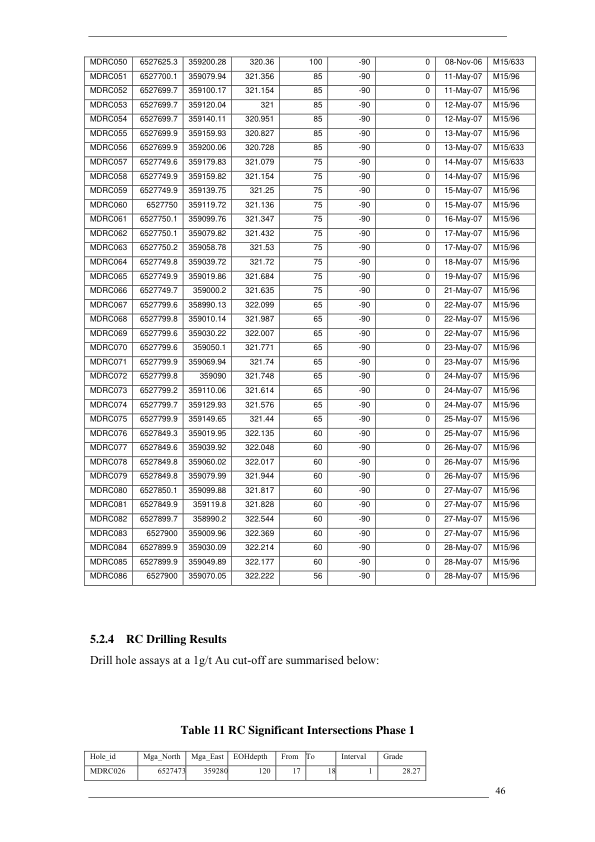 MDRC050 6527625.3 359200.28 320.36 100 -90 0 08-Nov-06 M15/633
MDRC051 6527700.1 359079.94 321.356 85 -90 0 11-May-07 M15/96
MDRC052 6527699.7 359100.17 321.154 85 -90 0 11-May-07 M15/96
MDRC053 6527699.7 359120.04 321 85 -90 0 12-May-07 M15/96
MDRC054 6527699.7 359140.11 320.951 85 -90 0 12-May-07 M15/96
MDRC055 6527699.9 359159.93 320.827 85 -90 0 13-May-07 M15/96
MDRC056 6527699.9 359200.06 320.728 85 -90 0 13-May-07 M15/633
MDRC057 6527749.6 359179.83 321.079 75 -90 0 14-May-07 M15/633
MDRC058 6527749.9 359159.82 321.154 75 -90 0 14-May-07 M15/96
MDRC059 6527749.9 359139.75 321.25 75 -90 0 15-May-07 M15/96
MDRC060 6527750 359119.72 321.136 75 -90 0 15-May-07 M15/96
MDRC061 6527750.1 359099.76 321.347 75 -90 0 16-May-07 M15/96
MDRC062 6527750.1 359079.82 321.432 75 -90 0 17-May-07 M15/96
MDRC063 6527750.2 359058.78 321.53 75 -90 0 17-May-07 M15/96
MDRC064 6527749.8 359039.72 321.72 75 -90 0 18-May-07 M15/96
MDRC065 6527749.9 359019.86 321.684 75 -90 0 19-May-07 M15/96
MDRC066 6527749.7 359000.2 321.635 75 -90 0 21-May-07 M15/96
MDRC067 6527799.6 358990.13 322.099 65 -90 0 22-May-07 M15/96
MDRC068 6527799.8 359010.14 321.987 65 -90 0 22-May-07 M15/96
MDRC069 6527799.6 359030.22 322.007 65 -90 0 22-May-07 M15/96
MDRC070 6527799.6 359050.1 321.771 65 -90 0 23-May-07 M15/96
MDRC071 6527799.9 359069.94 321.74 65 -90 0 23-May-07 M15/96
MDRC072 6527799.8 359090 321.748 65 -90 0 24-May-07 M15/96
MDRC073 6527799.2 359110.06 321.614 65 -90 0 24-May-07 M15/96
MDRC074 6527799.7 359129.93 321.576 65 -90 0 24-May-07 M15/96
MDRC075 6527799.9 359149.65 321.44 65 -90 0 25-May-07 M15/96
MDRC076 6527849.3 359019.95 322.135 60 -90 0 25-May-07 M15/96
MDRC077 6527849.6 359039.92 322.048 60 -90 0 26-May-07 M15/96
MDRC078 6527849.8 359060.02 322.017 60 -90 0 26-May-07 M15/96
MDRC079 6527849.8 359079.99 321.944 60 -90 0 26-May-07 M15/96
MDRC080 6527850.1 359099.88 321.817 60 -90 0 27-May-07 M15/96
MDRC081 6527849.9 359119.8 321.828 60 -90 0 27-May-07 M15/96
MDRC082 6527899.7 358990.2 322.544 60 -90 0 27-May-07 M15/96
MDRC083 6527900 359009.96 322.369 60 -90 0 27-May-07 M15/96
MDRC084 6527899.9 359030.09 322.214 60 -90 0 28-May-07 M15/96
MDRC085 6527899.9 359049.89 322.177 60 -90 0 28-May-07 M15/96
MDRC086 6527900 359070.05 322.222 56 -90 0 28-May-07 M15/96
5.2.4 RC Drilling Results
Drill hole assays at a 1g/t Au cut-off are summarised below:
Table 11 RC Significant Intersections Phase 1
Hole_id Mga_North Mga_East EOHdepth From To Interval Grade
MDRC026 6527473 359280 120 17 18 1 28.27
46